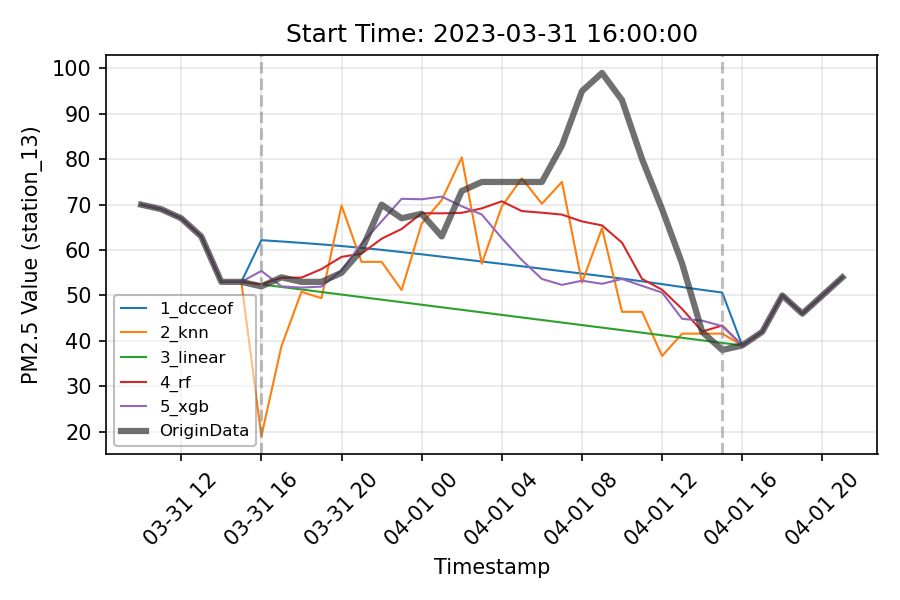 Start Time: 2023-03-31 16:00:00
PM2.5 Value (station_13)
100
90
80
70
60
50
40
30
20
1_dcceof
2_knn
3_linear
4_rf
5_xgb
OriginData
03-31 12
03-31 16
03-31 20
04-01 00
04-01 04
04-01 08
04-01 12
04-01 16
04-01 20
Timestamp